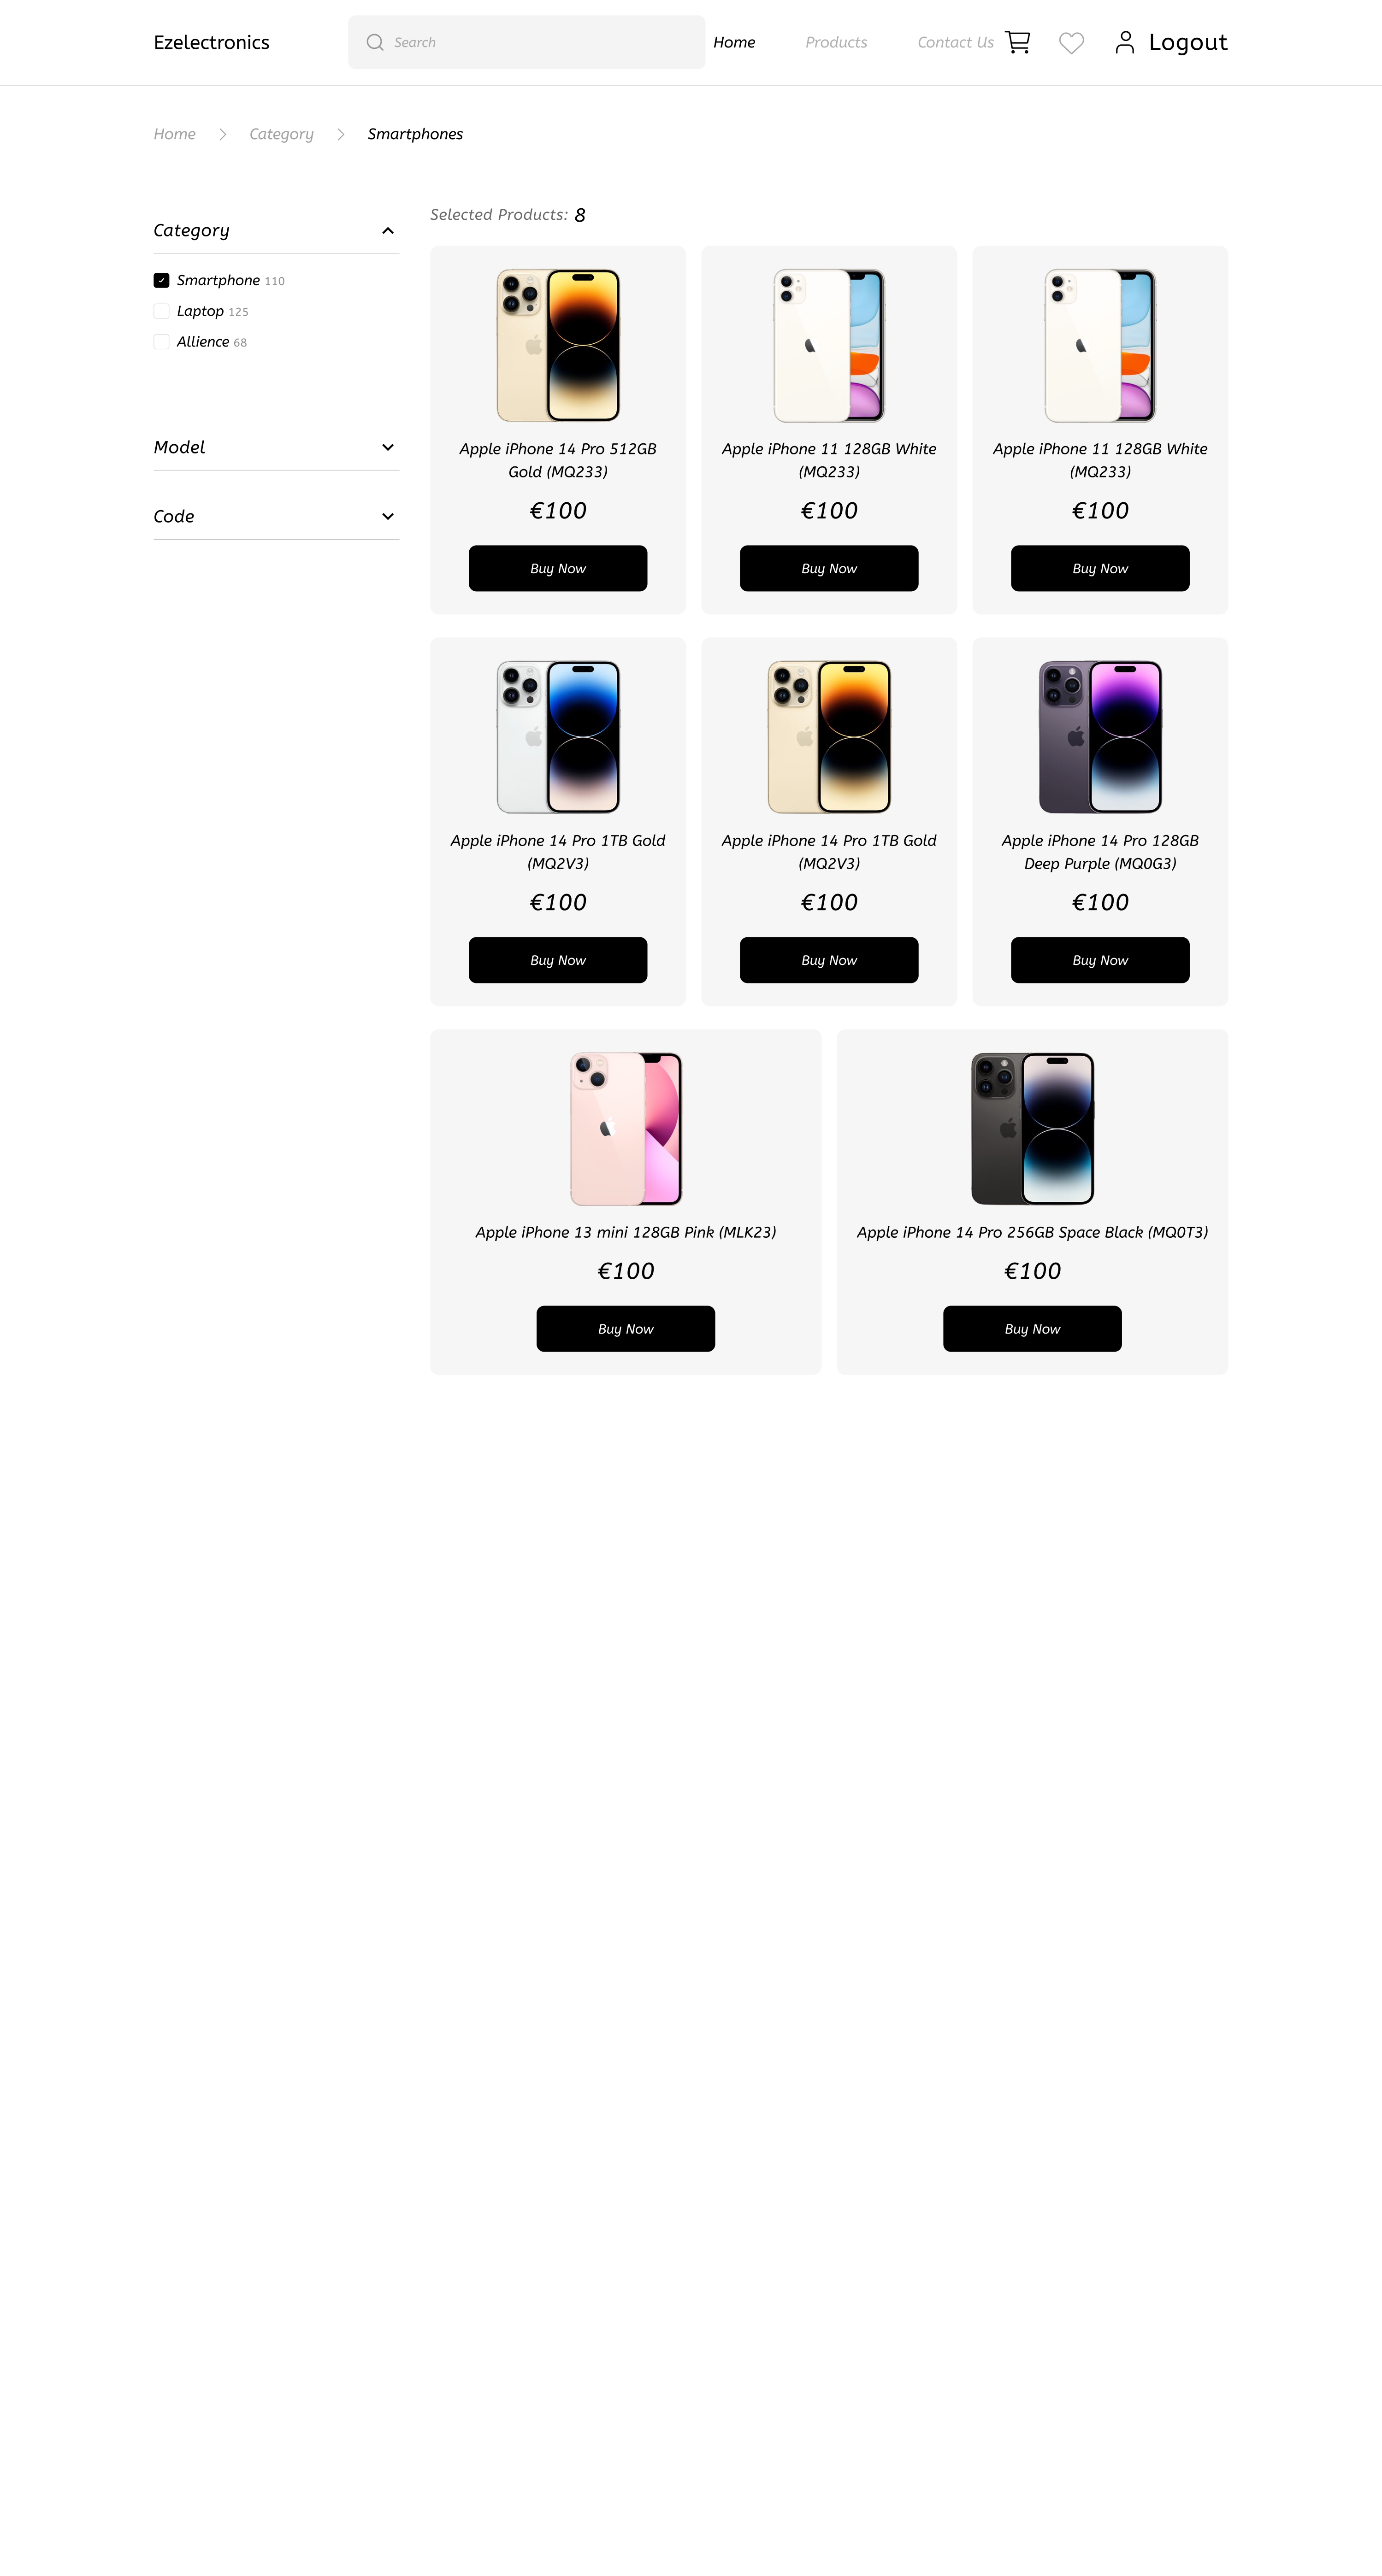 Ezelectronics
Search
Home
Products
Contact Us
Logout
Home
Category
Smartphones
Category
Smartphone 110
Laptop 125
Allience 68
Model
Code
Selected Products: 8
Apple iPhone 14 Pro 512GB
Gold (MQ233)
€100
Buy Now
Apple iPhone 11 128GB White
(MQ233)
€100
Buy Now
Apple iPhone 11 128GB White
(MQ233)
€100
Buy Now
Apple iPhone 14 Pro 1TB Gold
(MQ2V3)
€100
Buy Now
Apple iPhone 14 Pro 1TB Gold
(MQ2V3)
€100
Buy Now
Apple iPhone 14 Pro 128GB
Deep Purple (MQ0G3)
€100
Buy Now
Apple iPhone 13 mini 128GB Pink (MLK23)
€100
Buy Now
Apple iPhone 14 Pro 256GB Space Black (MQ0T3)
€100
Buy Now